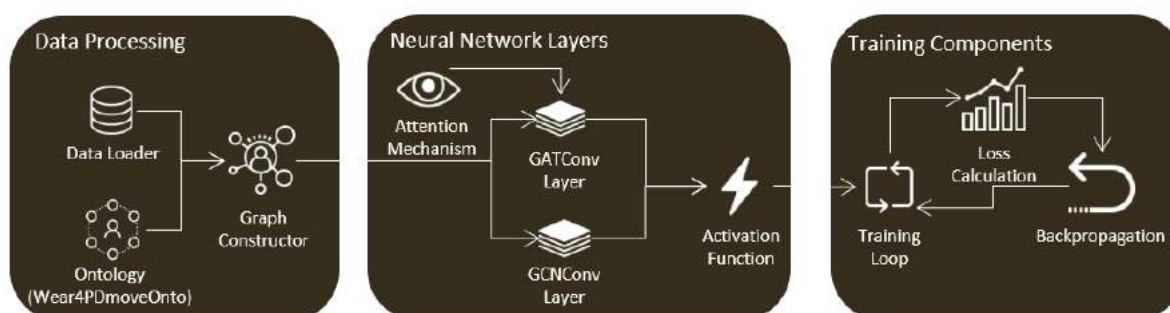 Data Processing
Data Loader
Graph
Constructor
Ontology
(Wear4PDmoveOnto)
Neural Network Layers
Attention
Mechanism
GATConv
Layer
GCNConv
Layer
Activation
Function
Training Components
Loss
Calculation
Training
Loop
Backpropagation